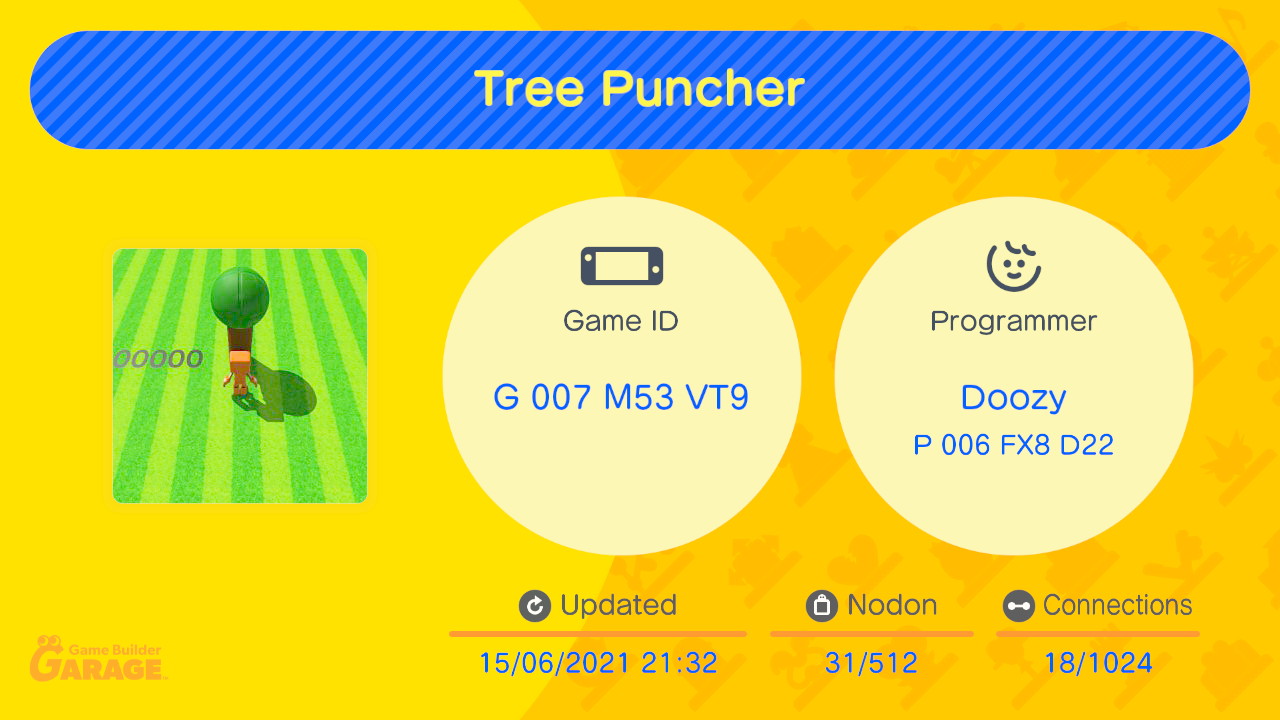 Tree Puncher
00000
Game ID
G 007 M53 VT9
Programmer
Doozy
P 006 FX8 D22
Updated
15/06/2021 21:32
Nodon
31/512
Connections
18/1024
Game Builder
GARAGE